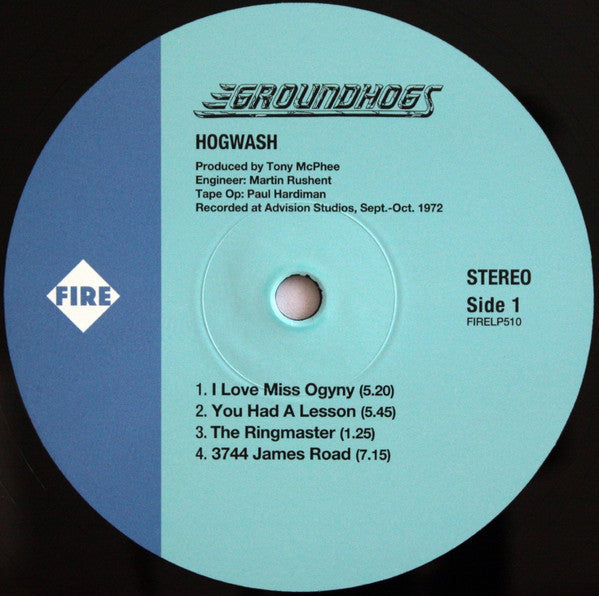 GROUNDHOGS
HOGWASH
Produced by Tony McPhee
Engineer: Martin Rushent
Tape Op: Paul Hardiman
Recorded at Advision Studios, Sept.-Oct. 1972
FIRE
STEREO
Side 1
FIRELP510
1. I Love Miss Ogyny (5.20)
2. You Had A Lesson (5.45)
3. The Ringmaster (1.25)
4. 3744 James Road (7.15)